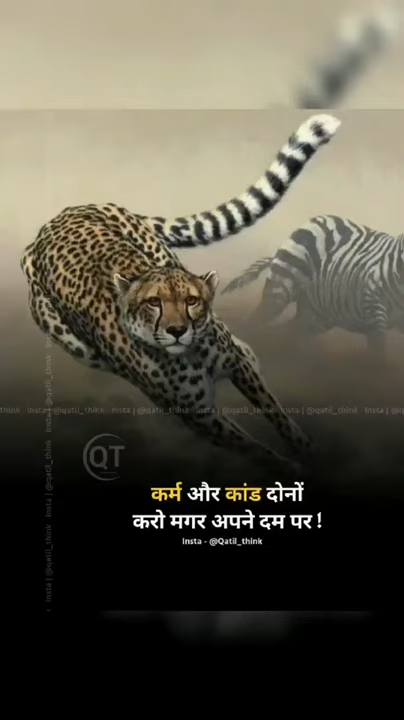 QT
कर्म और कांड दोनों
करो मगर अपने दम पर !
Insta - @Qatil_think